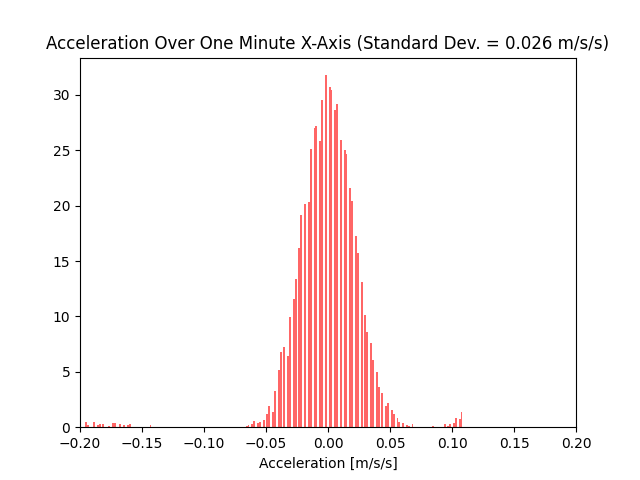 Acceleration Over One Minute X-Axis (Standard Dev. = 0.026 m/s/s)
30
25
20
15
10
5
0
−0.20 −0.15 −0.10 −0.05 0.00 0.05 0.10 0.15 0.20
Acceleration [m/s/s]